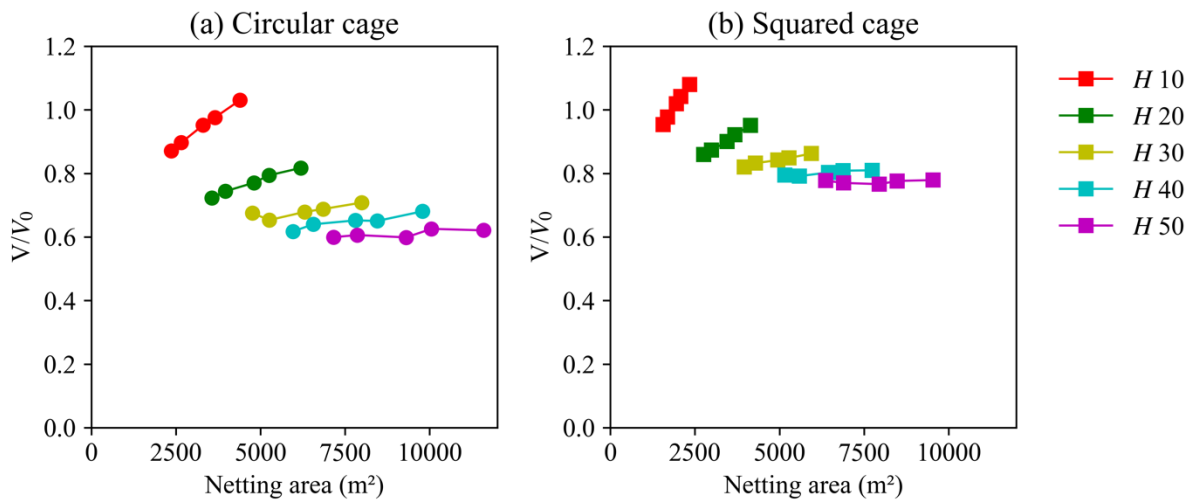 (a) Circular cage
(b) Squared cage
1.2
1.0
0.8
0.6
0.4
0.2
0.0
V/V₀
0 2500 5000 7500 10000
Netting area (m²)
1.2
1.0
0.8
0.6
0.4
0.2
0.0
V/V₀
0 2500 5000 7500 10000
Netting area (m²)
H 10
H 20
H 30
H 40
H 50